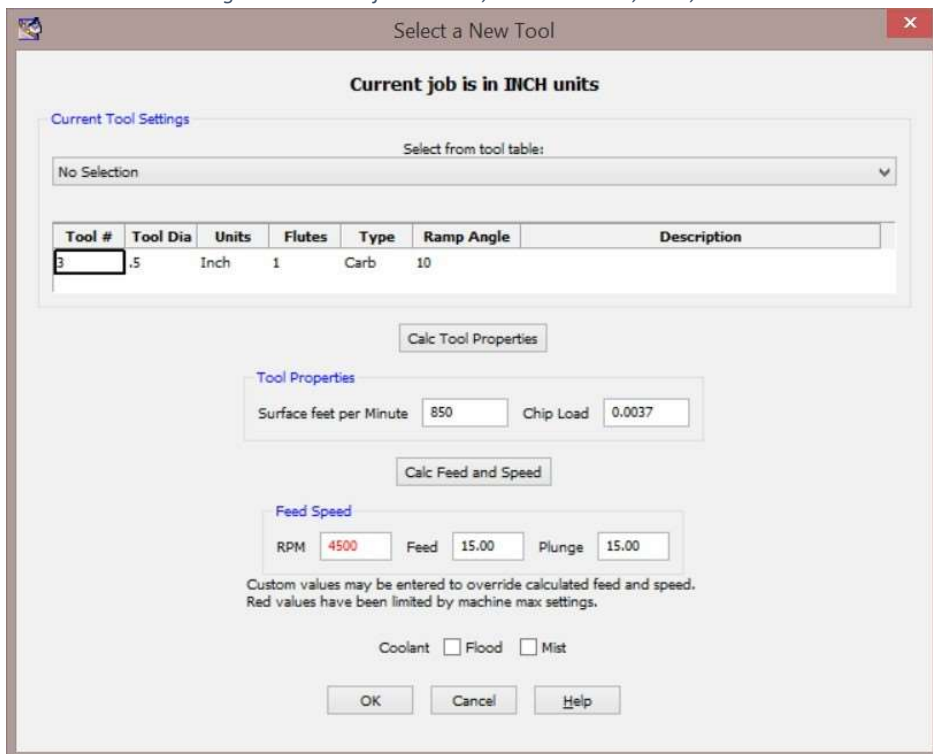 Select a New Tool
Current job is in INCH units
Current Tool Settings
Select from tool table:
No Selection
Tool # Tool Dia Units Flutes Type Ramp Angle Description
3 .5 Inch 1 Carb 10
Calc Tool Properties
Tool Properties
Surface feet per Minute 850 Chip Load 0.0037
Calc Feed and Speed
Feed Speed
RPM 4500 Feed 15.00 Plunge 15.00
Custom values may be entered to override calculated feed and speed.
Red values have been limited by machine max settings.
Coolant Flood Mist
OK Cancel Help